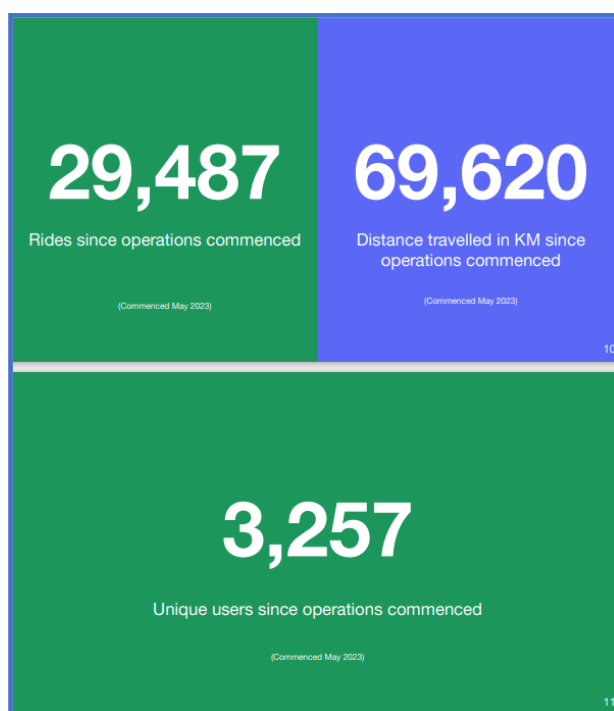 29,487
Rides since operations commenced
(Commenced May 2023)
69,620
Distance travelled in KM since
operations commenced
(Commenced May 2023)
10
3,257
Unique users since operations commenced
(Commenced May 2023)
11